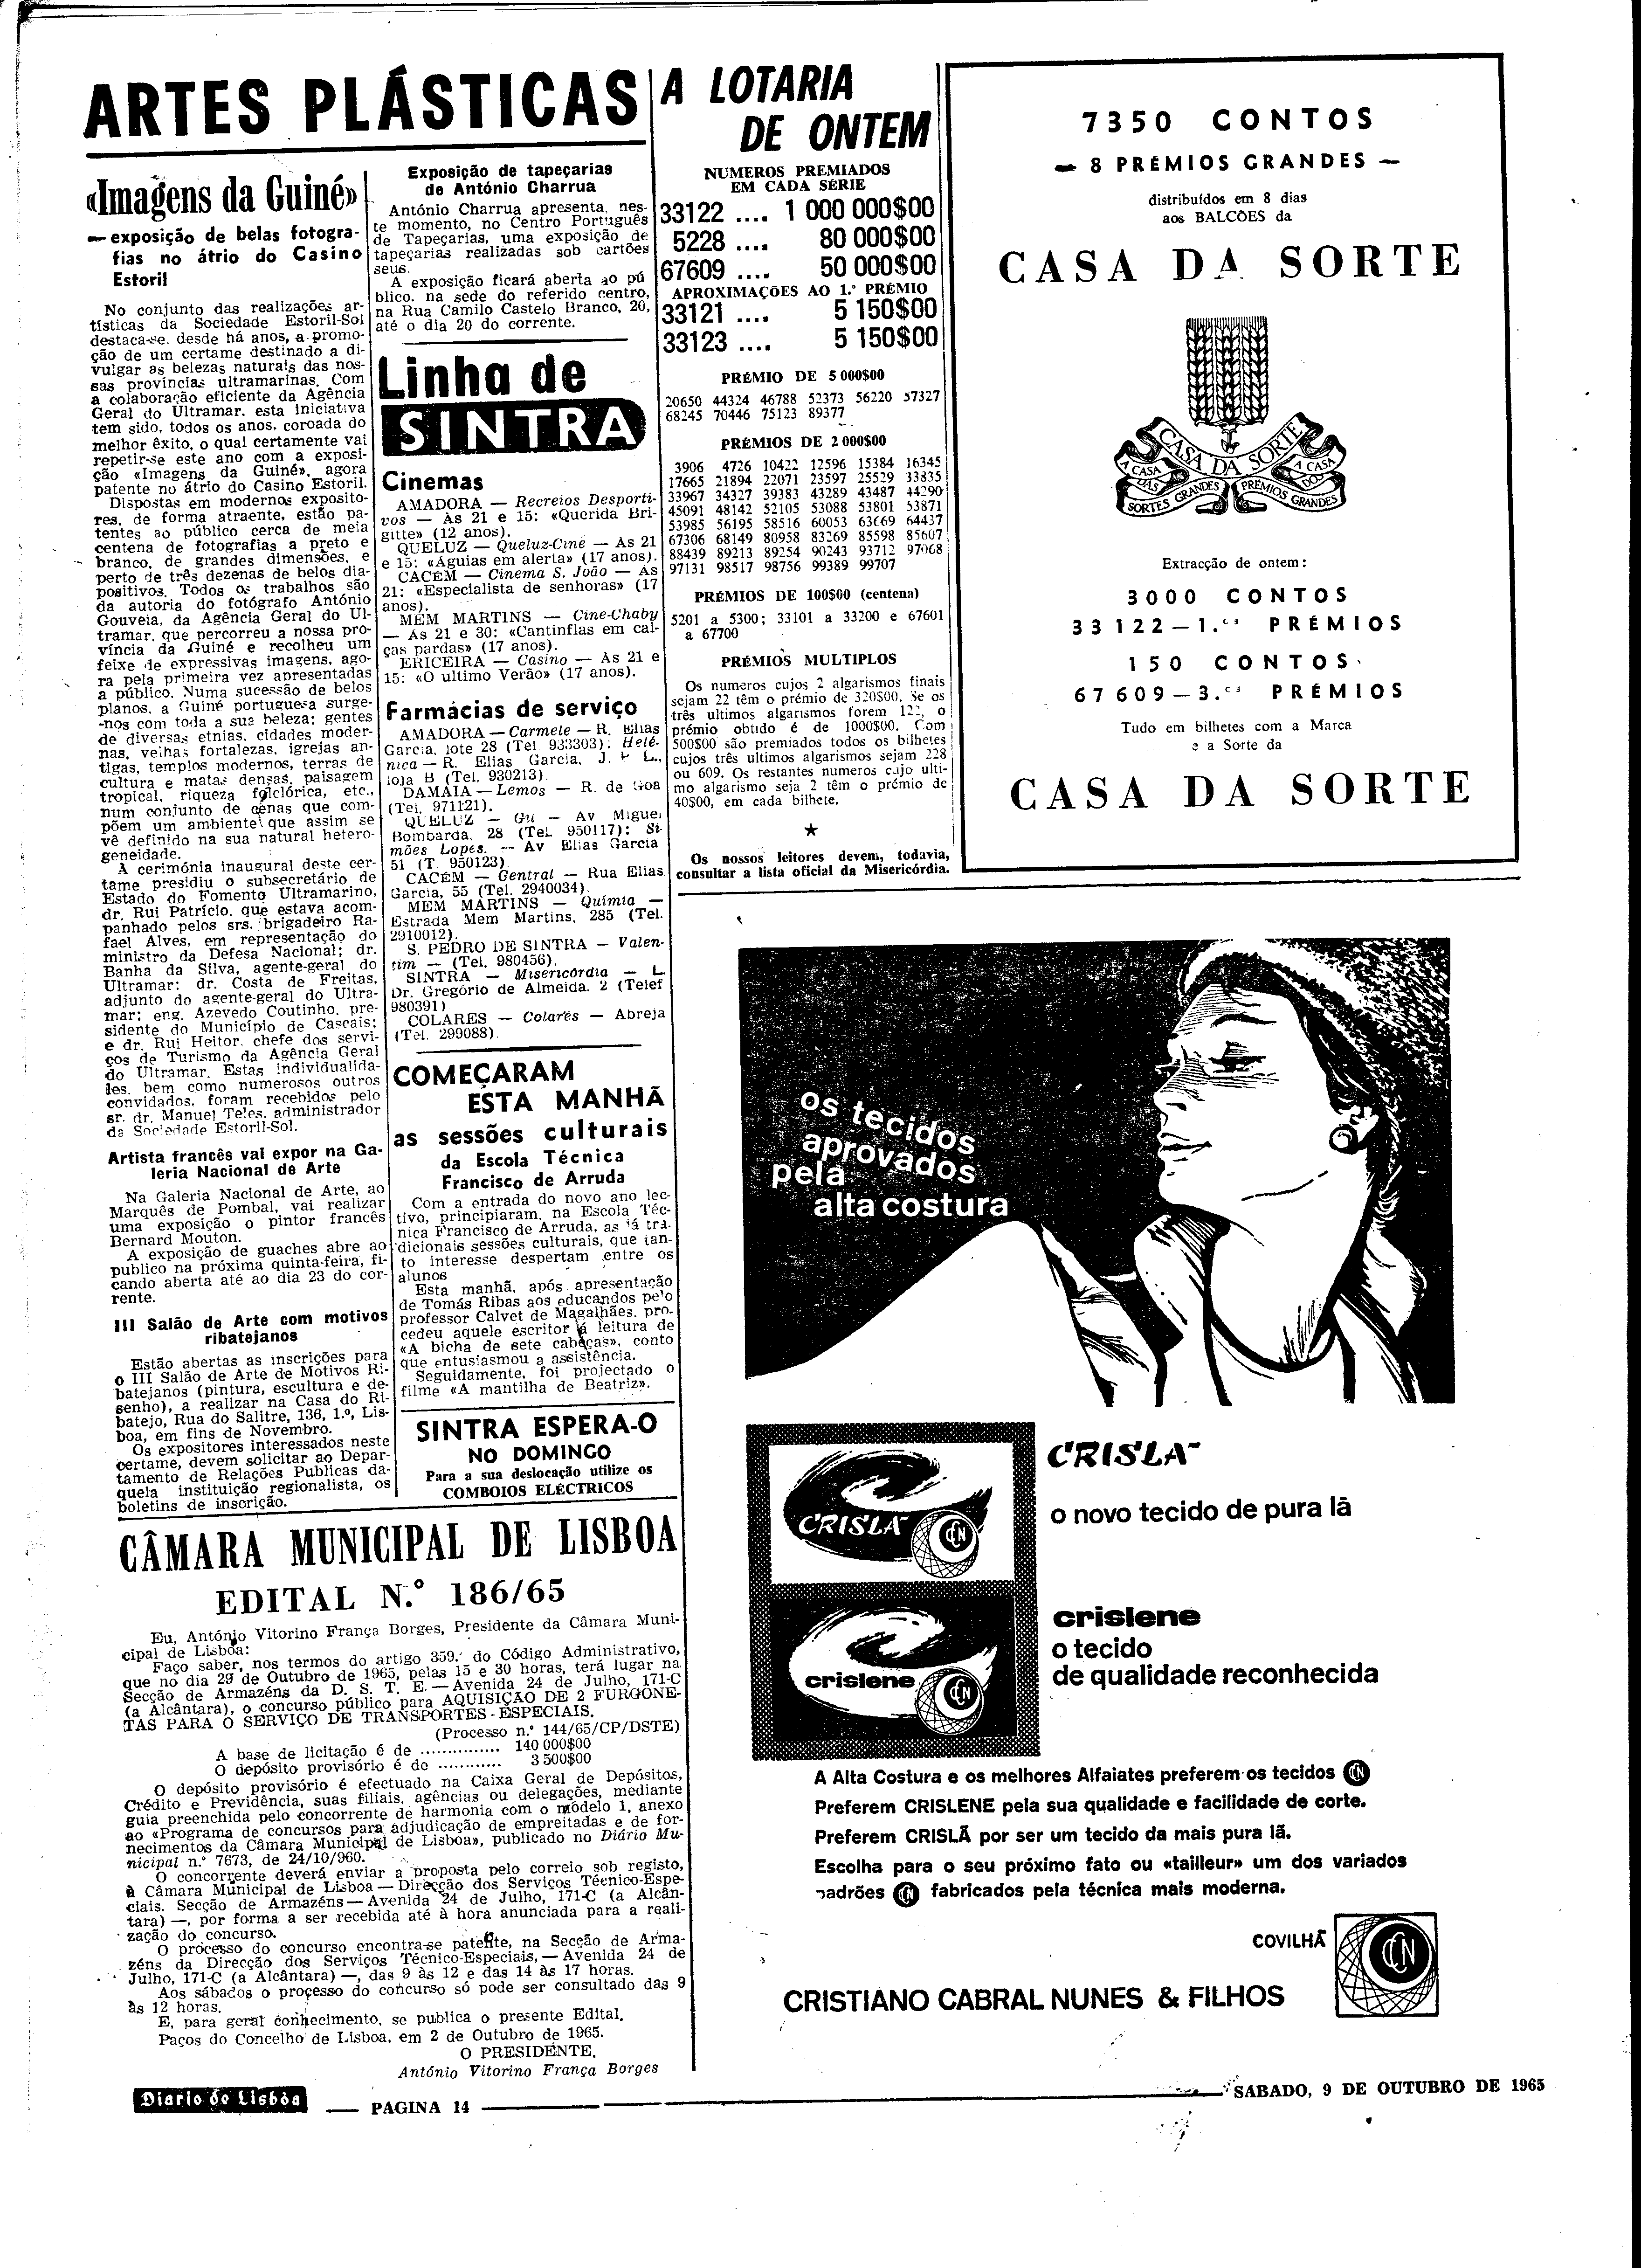 ARTES PLÁSTICAS
«Imagens da Guiné»
— exposição de belas fotogra-
fias no átrio do Casino
Estoril
No conjunto das realizações ar-
tísticas da Sociedade Estoril-Sol
destaca-se, desde há anos, a promo-
ção de um certame destinado a di-
vulgar as belezas naturais das nos-
sas províncias ultramarinas. Com
a colaboração eficiente da Agência
Geral do Ultramar, esta iniciativa
tem sido, todos os anos, coroada do
melhor êxito, o qual certamente vai
repetir-se este ano com a exposi-
ção «Imagens da Guiné», agora
patente no átrio do Casino Estoril.
Dispostas em modernos exposito-
res, de forma atraente, estão pa-
tentes ao público cerca de meia
centena de fotografias a preto e
branco, de grandes dimensões, e
perto de três dezenas de belos dia-
positivos. Todos os trabalhos são
da autoria do fotógrafo António
Gouveia, da Agência Geral do Ul-
tramar, que percorreu a nossa pro-
víncia da Guiné e recolheu um
feixe de expressivas imagens, ago-
ra pela primeira vez apresentadas
a público. Numa sucessão de belos
planos, a Guiné portuguesa surge-
-nos com toda a sua beleza: gentes
de diversas etnias, cidades moder-
nas, velhas fortalezas, igrejas an-
tigas, templos modernos, terras de
cultura e matas densas, paisagem
tropical, riqueza folclórica, etc.,
num conjunto de cenas que com-
põem um ambiente que assim se
vê definido na sua natural hetero-
geneidade.
À cerimónia inaugural deste cer-
tame presidiu o subsecretário de
Estado do Fomento Ultramarino,
dr. Rui Patrício, que estava acom-
panhado pelos srs. brigadeiro Ra-
fael Alves, em representação do
ministro da Defesa Nacional; dr.
Banha da Silva, agente-geral do
Ultramar; dr. Costa de Freitas,
adjunto do agente-geral do Ultra-
mar; eng. Azevedo Coutinho, pre-
sidente do Município de Cascais;
e dr. Rui Heitor, chefe dos servi-
ços de Turismo da Agência Geral
do Ultramar. Estas individualida-
des, bem como numerosos outros
convidados, foram recebidos pelo
sr. dr. Manuel Teles, administrador
da Sociedade Estoril-Sol.
Artista francês vai expor na Ga-
leria Nacional de Arte
Na Galeria Nacional de Arte, ao
Marquês de Pombal, vai realizar
uma exposição o pintor francês
Bernard Mouton.
A exposição de guaches abre ao
publico na próxima quinta-feira, fi-
cando aberta até ao dia 23 do cor-
rente.
III Salão de Arte com motivos
ribatejanos
Estão abertas as inscrições para
o III Salão de Arte de Motivos Ri-
batejanos (pintura, escultura e de-
senho), a realizar na Casa do Ri-
batejo, Rua do Salitre, 136, 1.º, Lis-
boa, em fins de Novembro.
Os expositores interessados neste
certame, devem solicitar ao Depar-
tamento de Relações Publicas da-
quela instituição regionalista, os
boletins de inscrição.
Exposição de tapeçarias
de António Charrua
António Charrua apresenta, nes-
te momento, no Centro Português
de Tapeçarias, uma exposição de
tapeçarias realizadas sob cartões
seus.
A exposição ficará aberta ao pú
blico, na sede do referido centro,
na Rua Camilo Castelo Branco, 20,
até o dia 20 do corrente.
Linha de
SINTRA
Cinemas
AMADORA — Recreios Desporti-
vos — Às 21 e 15: «Querida Bri-
gitte» (12 anos).
QUELUZ — Queluz-Ciné — As 21
e 15: «Aguias em alerta» (17 anos).
CACÉM — Cinema S. João — As
21: «Especialista de senhoras» (17
anos).
MEM MARTINS — Cine-Chaby
— As 21 e 30: «Cantinflas em cal-
ças pardas» (17 anos).
ERICEIRA — Casino — As 21 e
15: «O ultimo Verão» (17 anos).
Farmácias de serviço
AMADORA — Carmele — R. Elias
Garcia, lote 28 (Tel 933303); Helé-
nica — R. Elias Garcia, J. P L.,
loja B (Tel. 930213).
DAMAIA — Lemos — R. de Goa
(Tel. 971121).
QUELUZ — Gu — Av Miguel
Bombarda, 28 (Tel. 950117); Si-
mões Lopes. — Av Elias Garcia
51 (T. 950123)
CACÉM — Central — Rua Elias
Garcia, 55 (Tel. 2940034).
MEM MARTINS — Química —
Estrada Mem Martins, 285 (Tel.
2910012).
S. PEDRO DE SINTRA — Valen-
tim — (Tel. 980456).
SINTRA — Misericórdia — L
Dr. Gregório de Almeida, 2 (Telef
980391)
COLARES — Colares — Abreja
(Tel. 299088).
COMEÇARAM
ESTA MANHÃ
as sessões culturais
da Escola Técnica
Francisco de Arruda
Com a entrada do novo ano lec-
tivo, principiaram, na Escola Téc-
nica Francisco de Arruda, as já tra-
dicionais sessões culturais, que tan-
to interesse despertam entre os
alunos
Esta manhã, após apresentação
de Tomás Ribas aos educandos pelo
professor Calvet de Magalhães, pro-
cedeu aquele escritor à leitura de
«A bicha de sete cabeças», conto
que entusiasmou a assistência.
Seguidamente, foi projectado o
filme «A mantilha de Beatriz».
SINTRA ESPERA-O
NO DOMINGO
Para a sua deslocação utilize os
COMBOIOS ELÉCTRICOS
A LOTARIA
DE ONTEM
NUMEROS PREMIADOS
EM CADA SÉRIE
33122 .... 1 000 000$00
5228 .... 80 000$00
67609 .... 50 000$00
APROXIMAÇÕES AO 1.º PRÉMIO
33121 .... 5 150$00
33123 .... 5 150$00
PRÉMIO DE 5 000$00
20650 44324 46788 52373 56220 57327
68245 70446 75123 89377
PRÉMIOS DE 2 000$00
3906 4726 10422 12596 15384 16345
17665 21894 22071 23597 25529 33835
33967 34327 39383 43289 43487 44290
45091 48142 52105 53088 53801 53871
53985 56195 58516 60053 63669 64437
67306 68149 80958 83269 85598 85607
88439 89213 89254 90243 93712 97068
97131 98517 98756 99389 99707
PRÉMIOS DE 100$00 (centena)
5201 a 5300; 33101 a 33200 e 67601
a 67700
PRÉMIOS MULTIPLOS
Os numeros cujos 2 algarismos finais
sejam 22 têm o prémio de 320$00. Se os
três ultimos algarismos forem 122, o
prémio obtido é de 1000$00. Com
500$00 são premiados todos os bilhetes
cujos três ultimos algarismos sejam 228
ou 609. Os restantes numeros cujo ulti-
mo algarismo seja 2 têm o prémio de
40$00, em cada bilhete.
★
Os nossos leitores devem, todavia,
consultar a lista oficial da Misericórdia.
7350 CONTOS
— 8 PRÉMIOS GRANDES —
distribuídos em 8 dias
aos BALCÕES da
CASA DA SORTE
CASA DA SORTE
A CASA DAS SORTES GRANDES
A CASA DOS PRÉMIOS GRANDES
Extracção de ontem:
3000 CONTOS
33122 — 1.ºs PRÉMIOS
150 CONTOS
67609 — 3.ºs PRÉMIOS
Tudo em bilhetes com a Marca
e a Sorte da
CASA DA SORTE
os tecidos
aprovados
pela
alta costura
CRISLÃ
o novo tecido de pura lã
CRISLÃ
CCN
crislene
o tecido
de qualidade reconhecida
crislene
CCN
A Alta Costura e os melhores Alfaiates preferem os tecidos CCN
Preferem CRISLENE pela sua qualidade e facilidade de corte.
Preferem CRISLÃ por ser um tecido da mais pura lã.
Escolha para o seu próximo fato ou «tailleur» um dos variados
padrões CCN fabricados pela técnica mais moderna.
COVILHÃ
CCN
CRISTIANO CABRAL NUNES & FILHOS
CÂMARA MUNICIPAL DE LISBOA
EDITAL N.º 186/65
Eu, António Vitorino França Borges, Presidente da Câmara Muni-
cipal de Lisboa:
Faço saber, nos termos do artigo 359.º do Código Administrativo,
que no dia 29 de Outubro de 1965, pelas 15 e 30 horas, terá lugar na
Secção de Armazéns da D. S. T. E. — Avenida 24 de Julho, 171-C
(a Alcântara), o concurso público para AQUISIÇÃO DE 2 FURGONE-
TAS PARA O SERVIÇO DE TRANSPORTES-ESPECIAIS.
(Processo n.º 144/65/CP/DSTE)
A base de licitação é de ............... 140 000$00
O depósito provisório é de ............ 3 500$00
O depósito provisório é efectuado na Caixa Geral de Depósitos,
Crédito e Previdência, suas filiais, agências ou delegações, mediante
guia preenchida pelo concorrente de harmonia com o modelo 1, anexo
ao «Programa de concursos para adjudicação de empreitadas e de for-
necimentos da Câmara Municipal de Lisboa», publicado no Diário Mu-
nicipal n.º 7673, de 24/10/960.
O concorrente deverá enviar a proposta pelo correio sob registo,
à Câmara Municipal de Lisboa — Direcção dos Serviços Técnico-Espe-
ciais, Secção de Armazéns — Avenida 24 de Julho, 171-C (a Alcân-
tara) —, por forma a ser recebida até à hora anunciada para a reali-
zação do concurso.
O processo do concurso encontra-se patente, na Secção de Arma-
zéns da Direcção dos Serviços Técnico-Especiais, — Avenida 24 de
Julho, 171-C (a Alcântara) —, das 9 às 12 e das 14 às 17 horas.
Aos sábados o processo do concurso só pode ser consultado das 9
às 12 horas.
E, para geral conhecimento, se publica o presente Edital.
Paços do Concelho de Lisboa, em 2 de Outubro de 1965.
O PRESIDENTE,
António Vitorino França Borges
Diario de Lisbôa — PAGINA 14 — SABADO, 9 DE OUTUBRO DE 1965